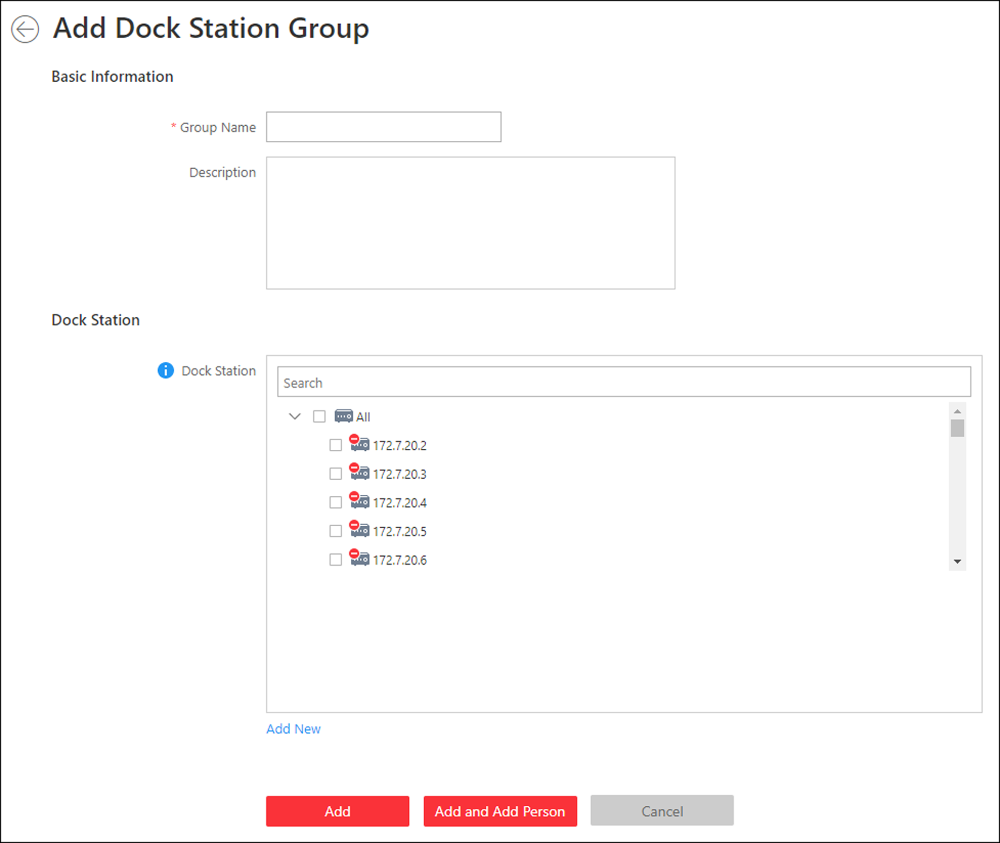 Add Dock Station Group
Basic Information
* Group Name
Description
Dock Station
Dock Station
Search
All
172.7.20.2
172.7.20.3
172.7.20.4
172.7.20.5
172.7.20.6
Add New
Add
Add and Add Person
Cancel